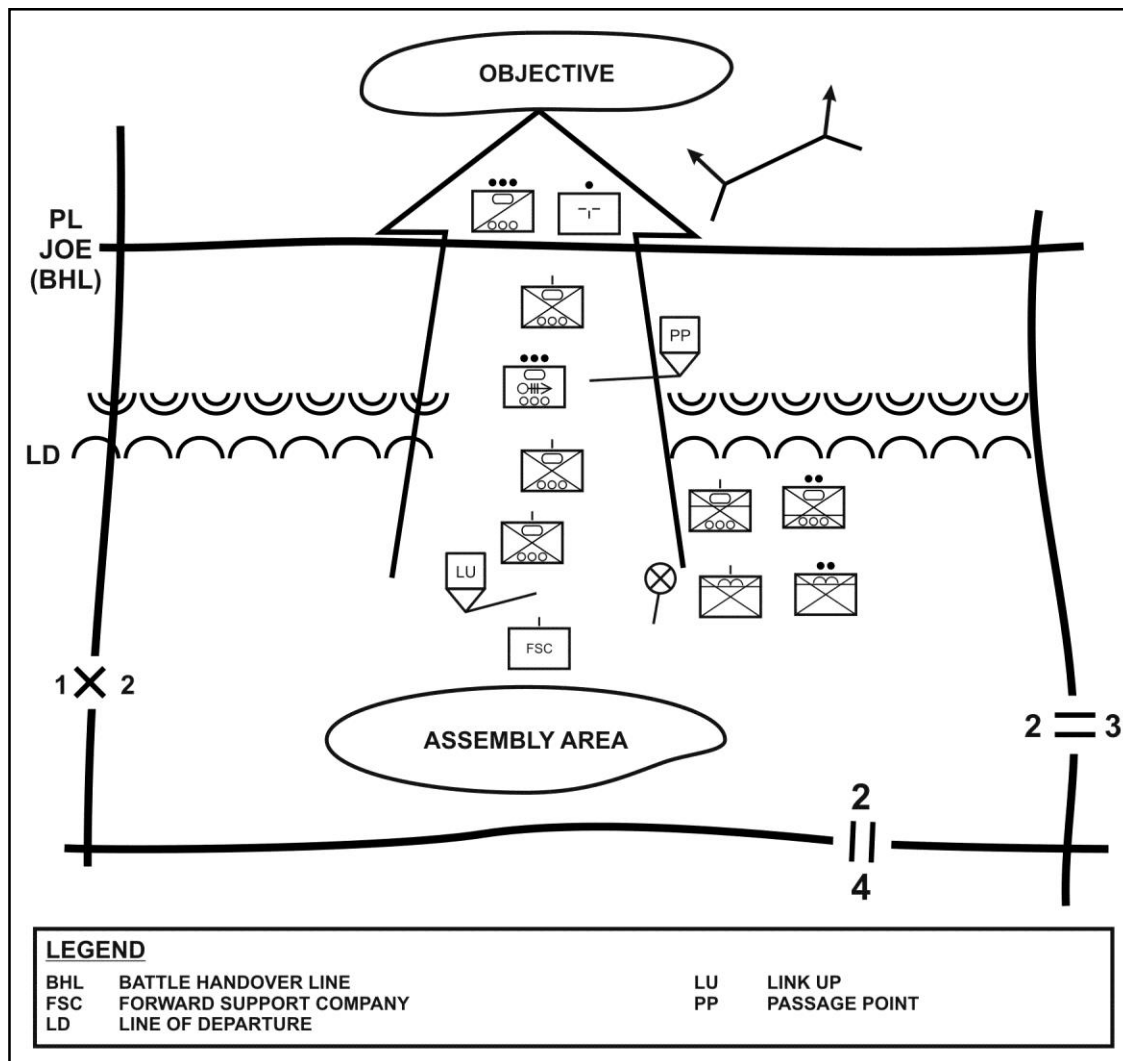 OBJECTIVE
PL
JOE
(BHL)
PP
LD
LU
FSC
1 2
2 3
ASSEMBLY AREA
2
4
LEGEND
BHL BATTLE HANDOVER LINE
FSC FORWARD SUPPORT COMPANY
LD LINE OF DEPARTURE
LU LINK UP
PP PASSAGE POINT